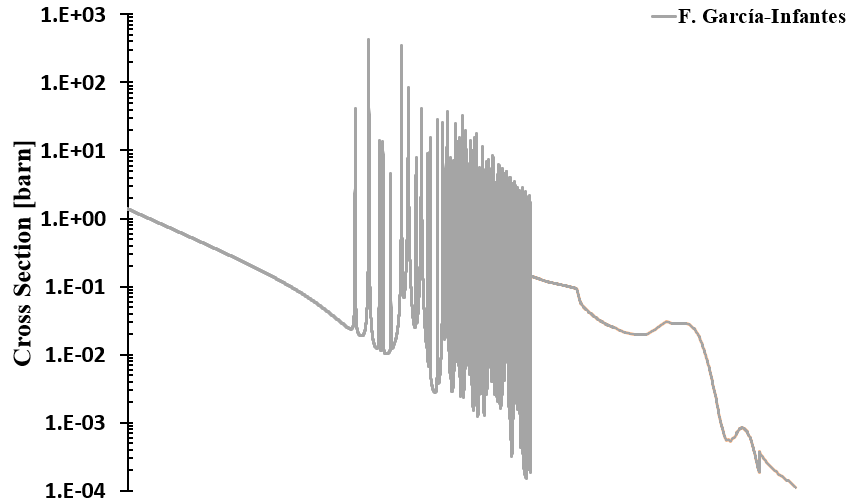 F. García-Infantes
1.E+03
1.E+02
1.E+01
1.E+00
1.E-01
1.E-02
1.E-03
1.E-04
Cross Section [barn]